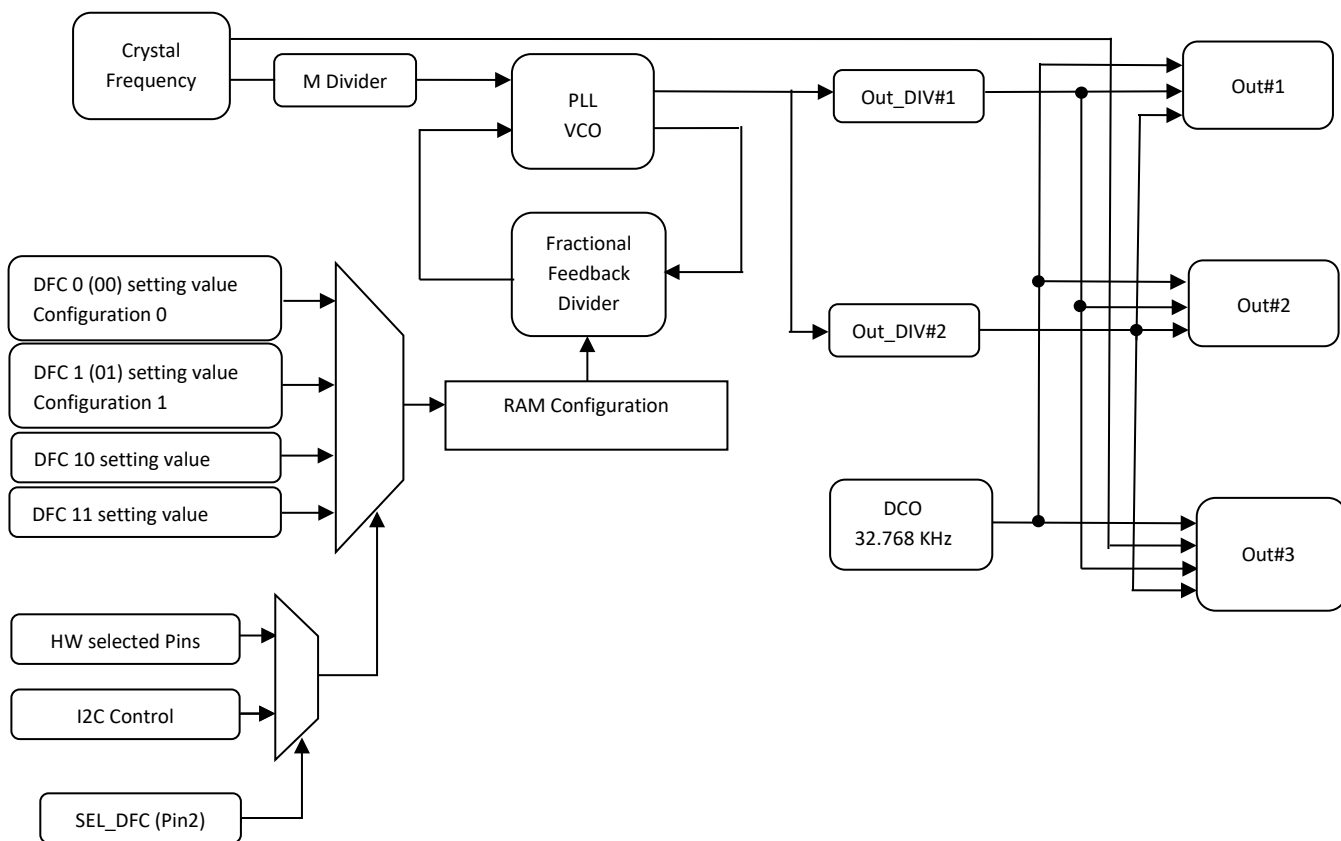 Crystal
Frequency
M Divider
PLL
VCO
Out_DIV#1
Out#1
Fractional
Feedback
Divider
Out_DIV#2
Out#2
DFC 0 (00) setting value
Configuration 0
DFC 1 (01) setting value
Configuration 1
DFC 10 setting value
DFC 11 setting value
RAM Configuration
DCO
32.768 KHz
Out#3
HW selected Pins
I2C Control
SEL_DFC (Pin2)